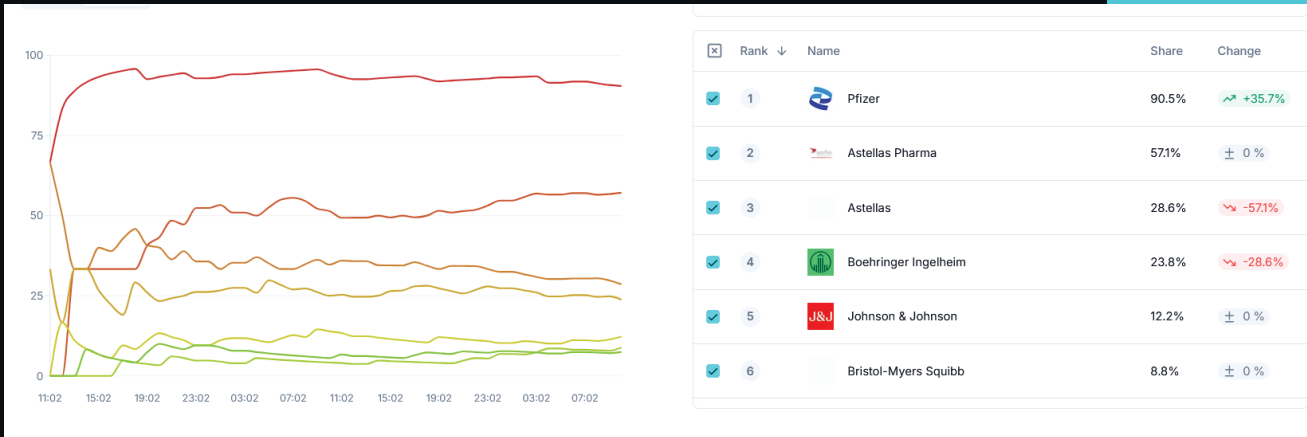 100
75
50
25
0
11:02 15:02 19:02 23:02 03:02 07:02 11:02 15:02 19:02 23:02 03:02 07:02
Rank Name Share Change
1 Pfizer 90.5% +35.7%
2 Astellas Pharma 57.1% ± 0 %
3 Astellas 28.6% -57.1%
4 Boehringer Ingelheim 23.8% -28.6%
5 J&J Johnson & Johnson 12.2% ± 0 %
6 Bristol-Myers Squibb 8.8% ± 0 %